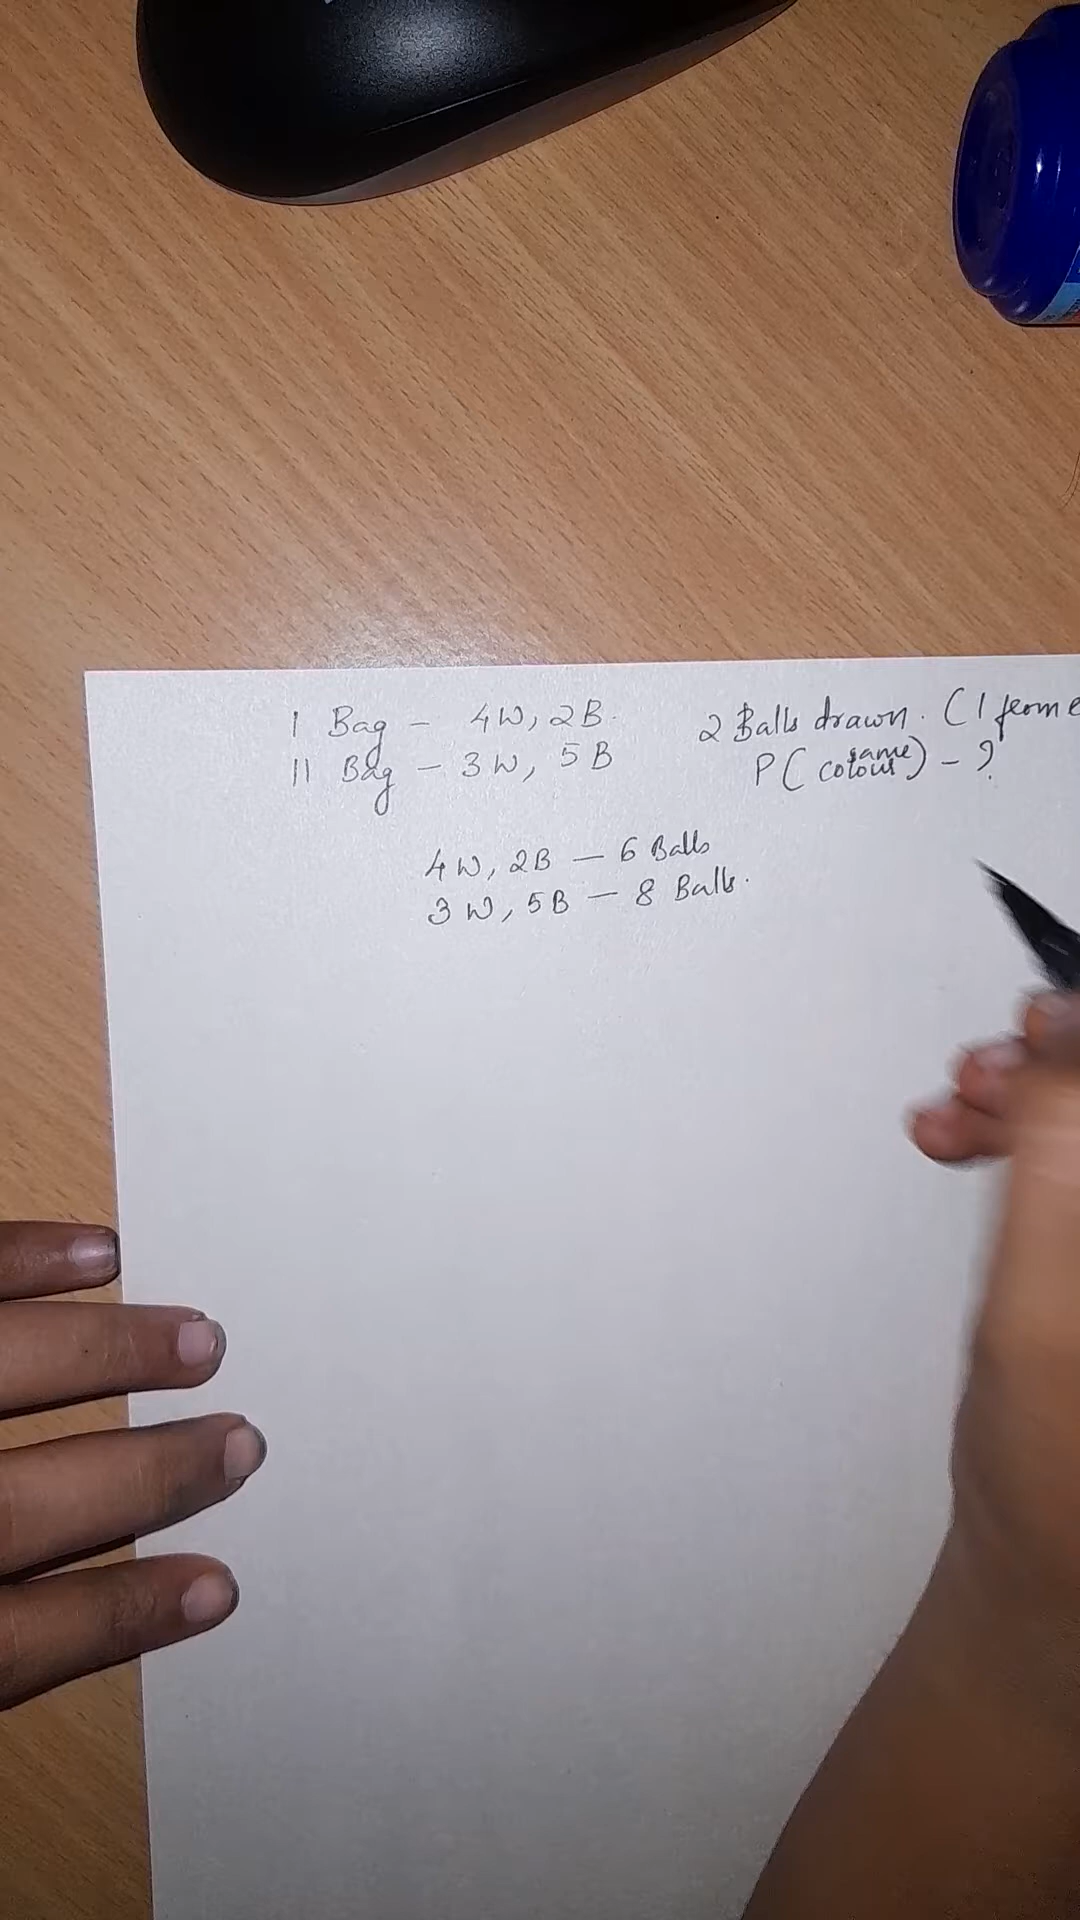 I Bag - 4W, 2B. 2 Balls drawn. (1 from
II Bag - 3W, 5B P(same colour) - ?
4W, 2B — 6 Balls
3W, 5B — 8 Balls.